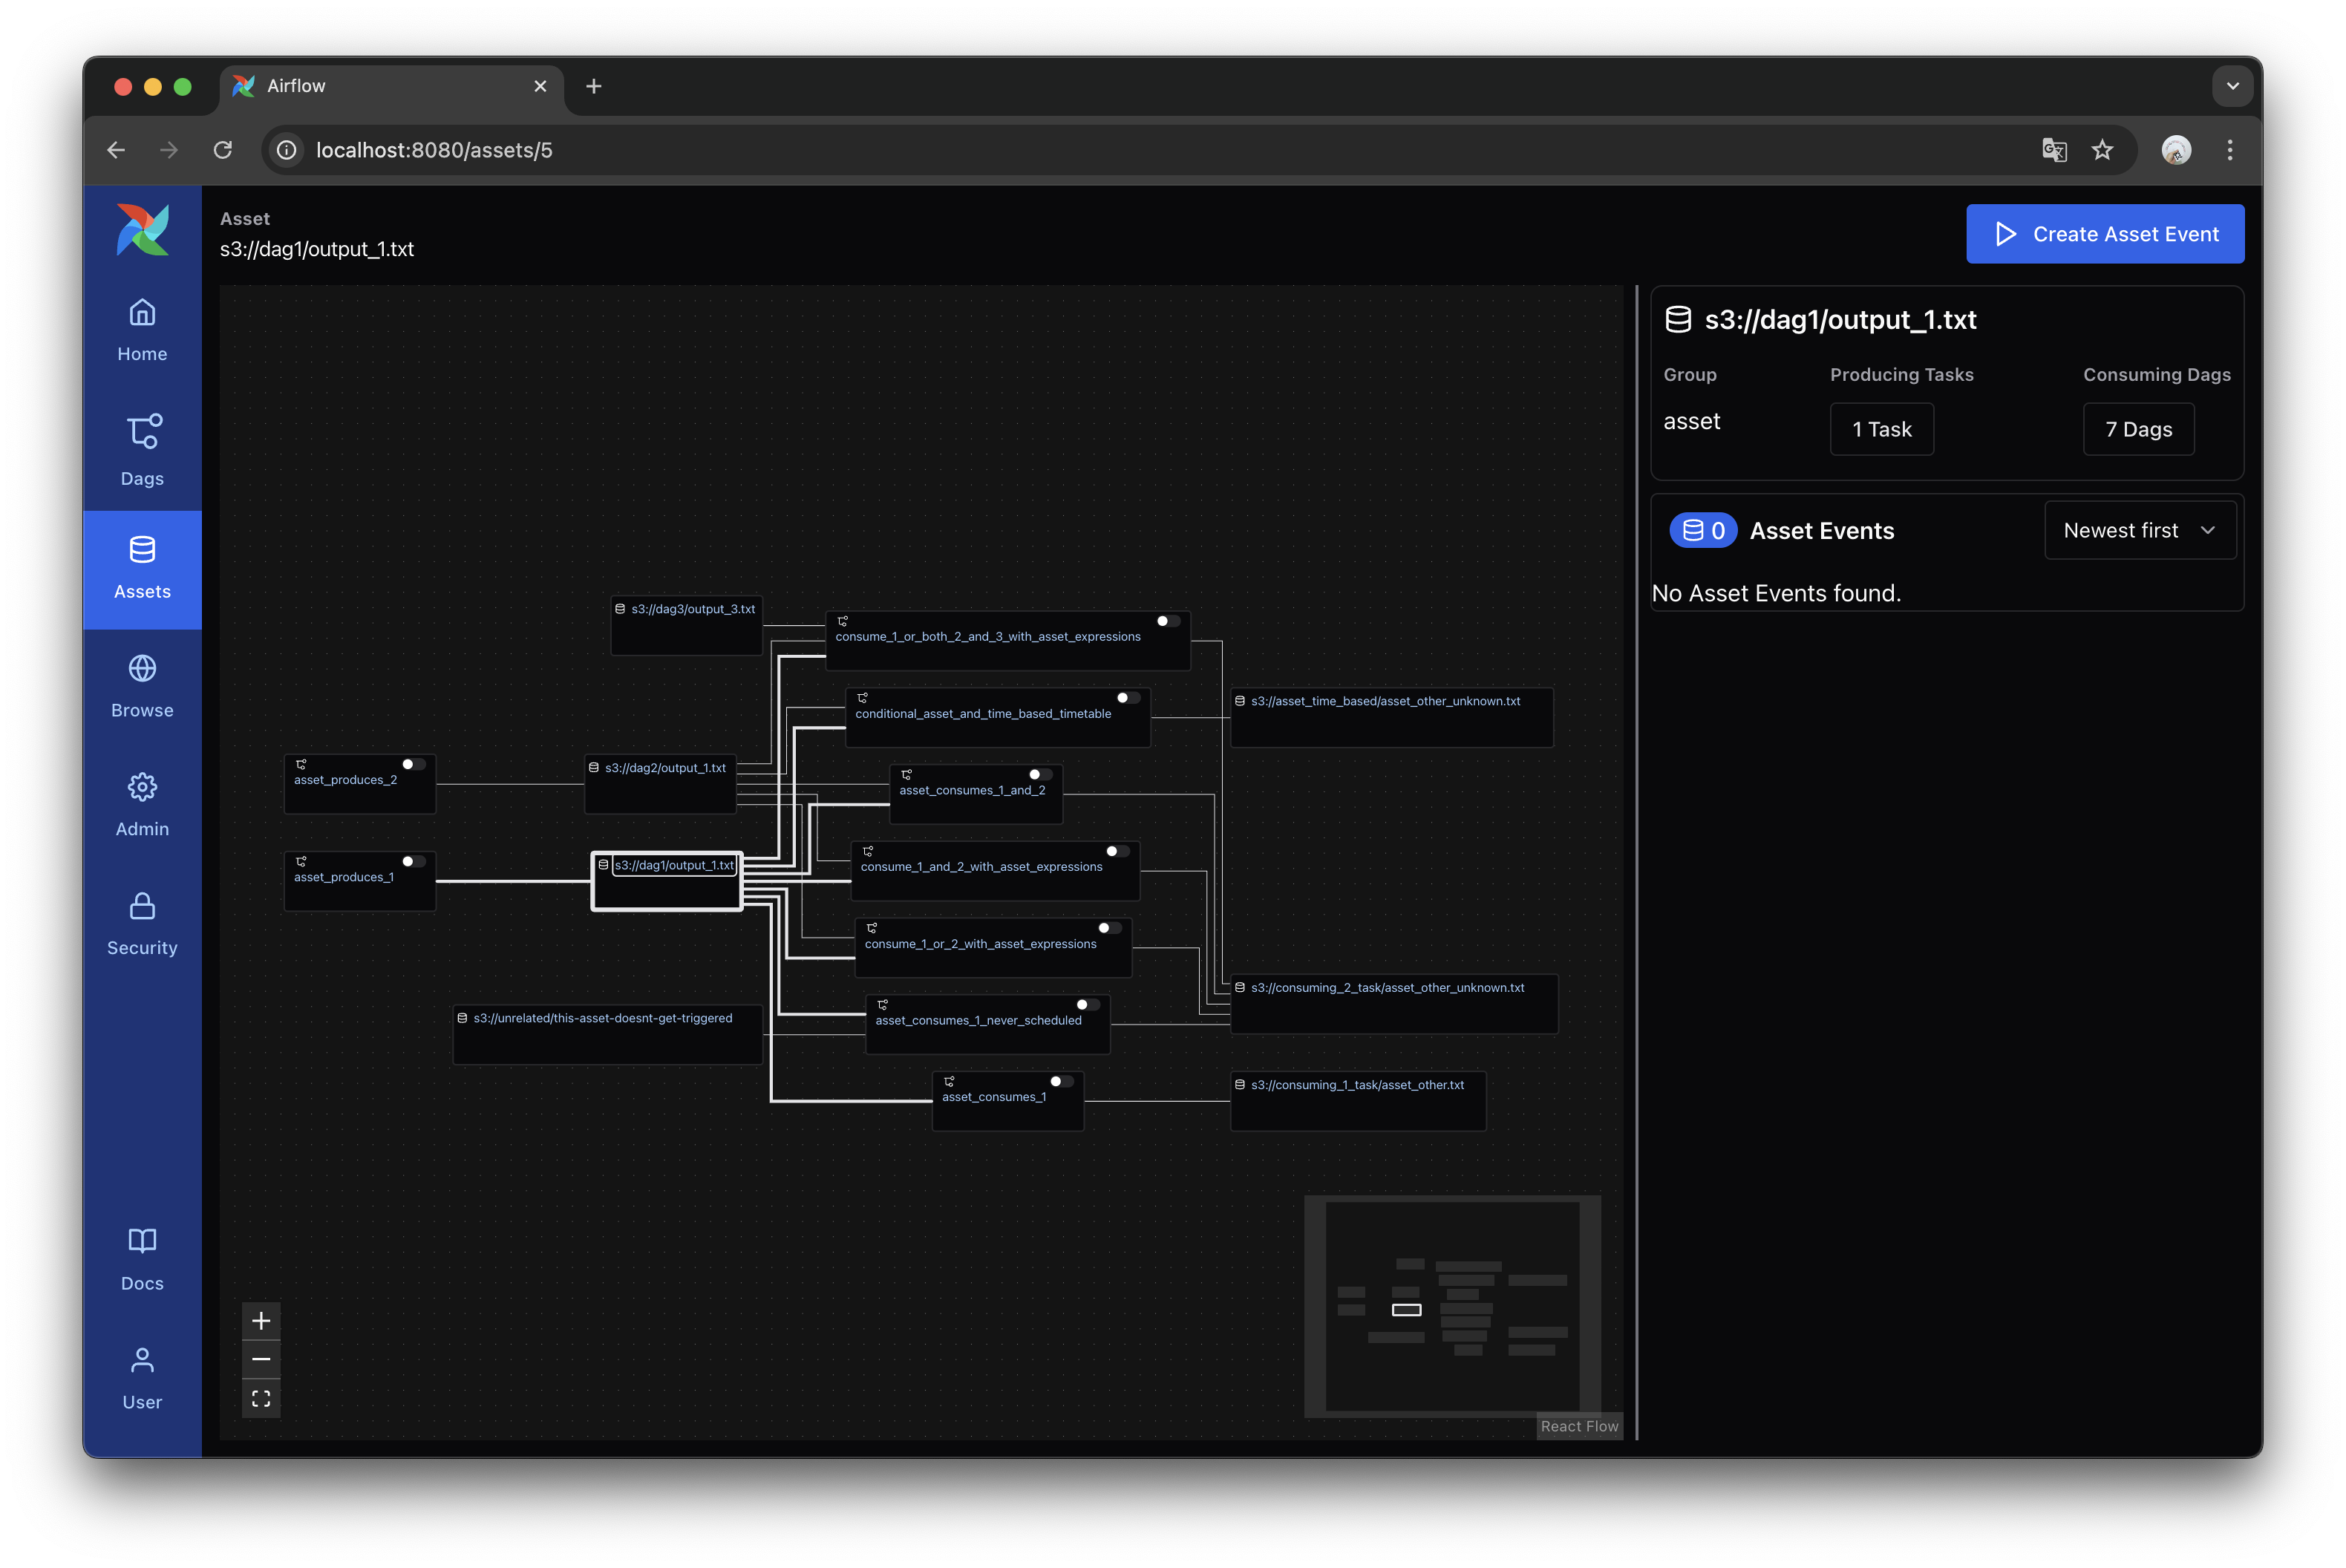 Airflow
localhost:8080/assets/5
Asset
s3://dag1/output_1.txt
Create Asset Event
Home
Dags
Assets
Browse
Admin
Security
Docs
User
s3://dag3/output_3.txt
consume_1_or_both_2_and_3_with_asset_expressions
conditional_asset_and_time_based_timetable
s3://asset_time_based/asset_other_unknown.txt
asset_produces_2
s3://dag2/output_1.txt
asset_consumes_1_and_2
asset_produces_1
s3://dag1/output_1.txt
consume_1_and_2_with_asset_expressions
consume_1_or_2_with_asset_expressions
s3://consuming_2_task/asset_other_unknown.txt
s3://unrelated/this-asset-doesnt-get-triggered
asset_consumes_1_never_scheduled
asset_consumes_1
s3://consuming_1_task/asset_other.txt
React Flow
s3://dag1/output_1.txt
Group
Producing Tasks
Consuming Dags
asset
1 Task
7 Dags
0 Asset Events
Newest first
No Asset Events found.